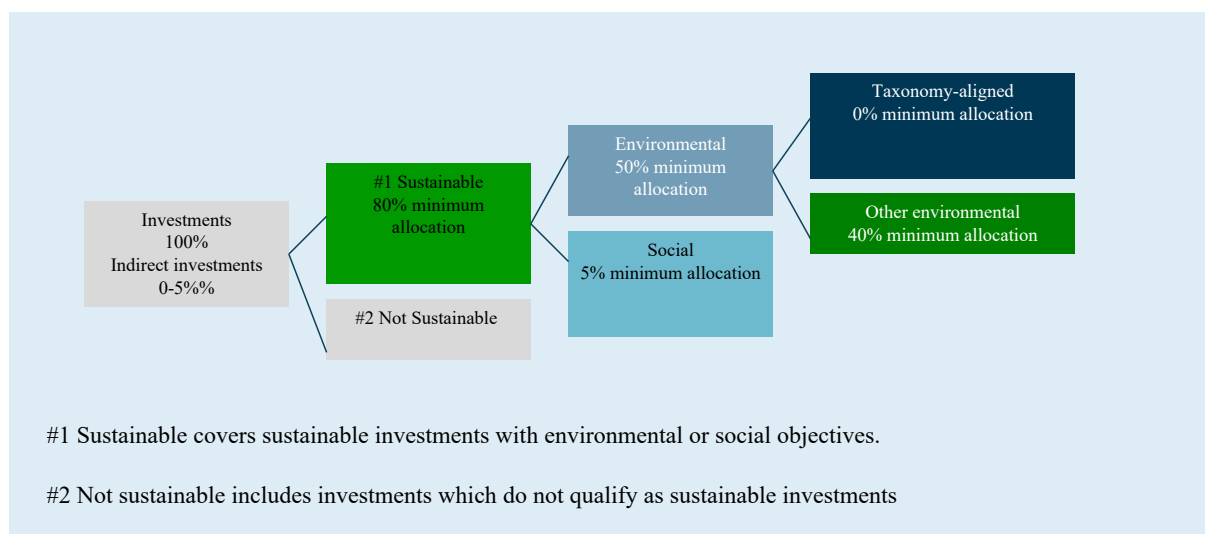 Investments
100%
Indirect investments
0-5%%
#1 Sustainable
80% minimum
allocation
#2 Not Sustainable
Environmental
50% minimum
allocation
Social
5% minimum allocation
Taxonomy-aligned
0% minimum allocation
Other environmental
40% minimum allocation
#1 Sustainable covers sustainable investments with environmental or social objectives.
#2 Not sustainable includes investments which do not qualify as sustainable investments